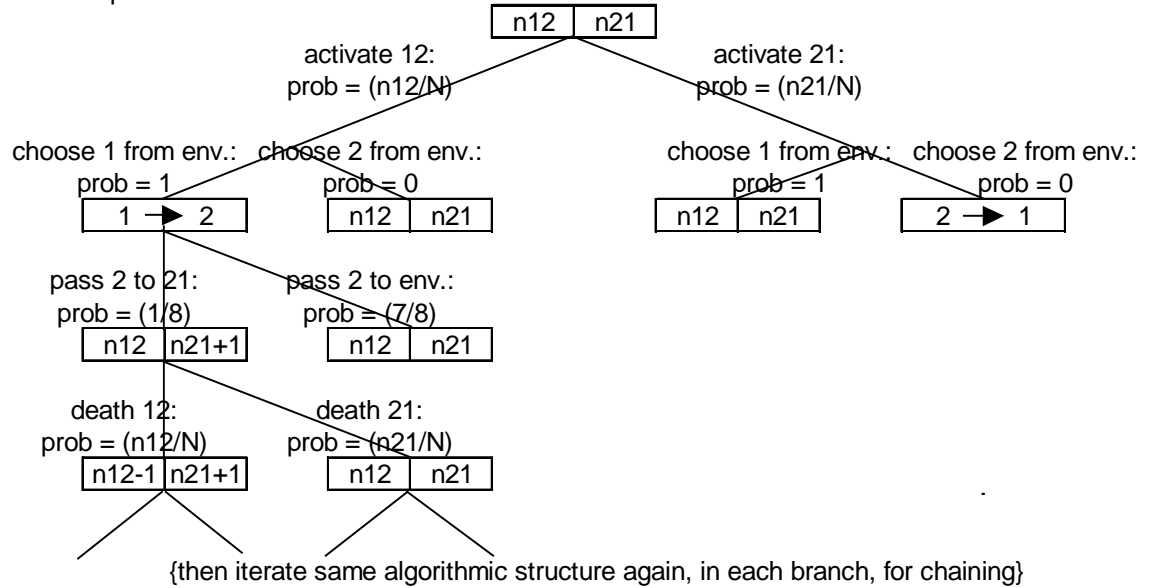 n12 n21
activate 12: activate 21:
prob = (n12/N) prob = (n21/N)
choose 1 from env.: choose 2 from env.: choose 1 from env.: choose 2 from env.:
prob = 1 prob = 0 prob = 1 prob = 0
1 2 n12 n21 n12 n21 2 1
pass 2 to 21: pass 2 to env.:
prob = (1/8) prob = (7/8)
n12 n21+1 n12 n21
death 12: death 21:
prob = (n12/N) prob = (n21/N)
n12-1 n21+1 n12 n21
{then iterate same algorithmic structure again, in each branch, for chaining}